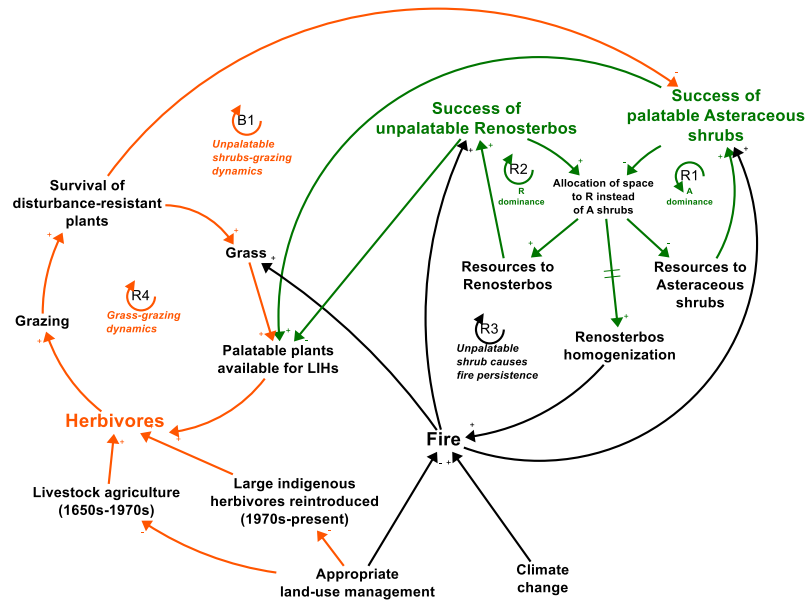 Success of
palatable Asteraceous
shrubs
Success of
unpalatable Renosterbos
B1
Unpalatable
shrubs-grazing
dynamics
R2
R
dominance
Allocation of space
to R instead
of A shrubs
R1
A
dominance
Survival of
disturbance-resistant
plants
Grass
Resources to
Renosterbos
Resources to
Asteraceous
shrubs
R4
Grass-grazing
dynamics
Grazing
R3
Unpalatable
shrub causes
fire persistence
Renosterbos
homogenization
Palatable plants
available for LIHs
Herbivores
Fire
Livestock agriculture
(1650s-1970s)
Large indigenous
herbivores reintroduced
(1970s-present)
Appropriate
land-use management
Climate
change